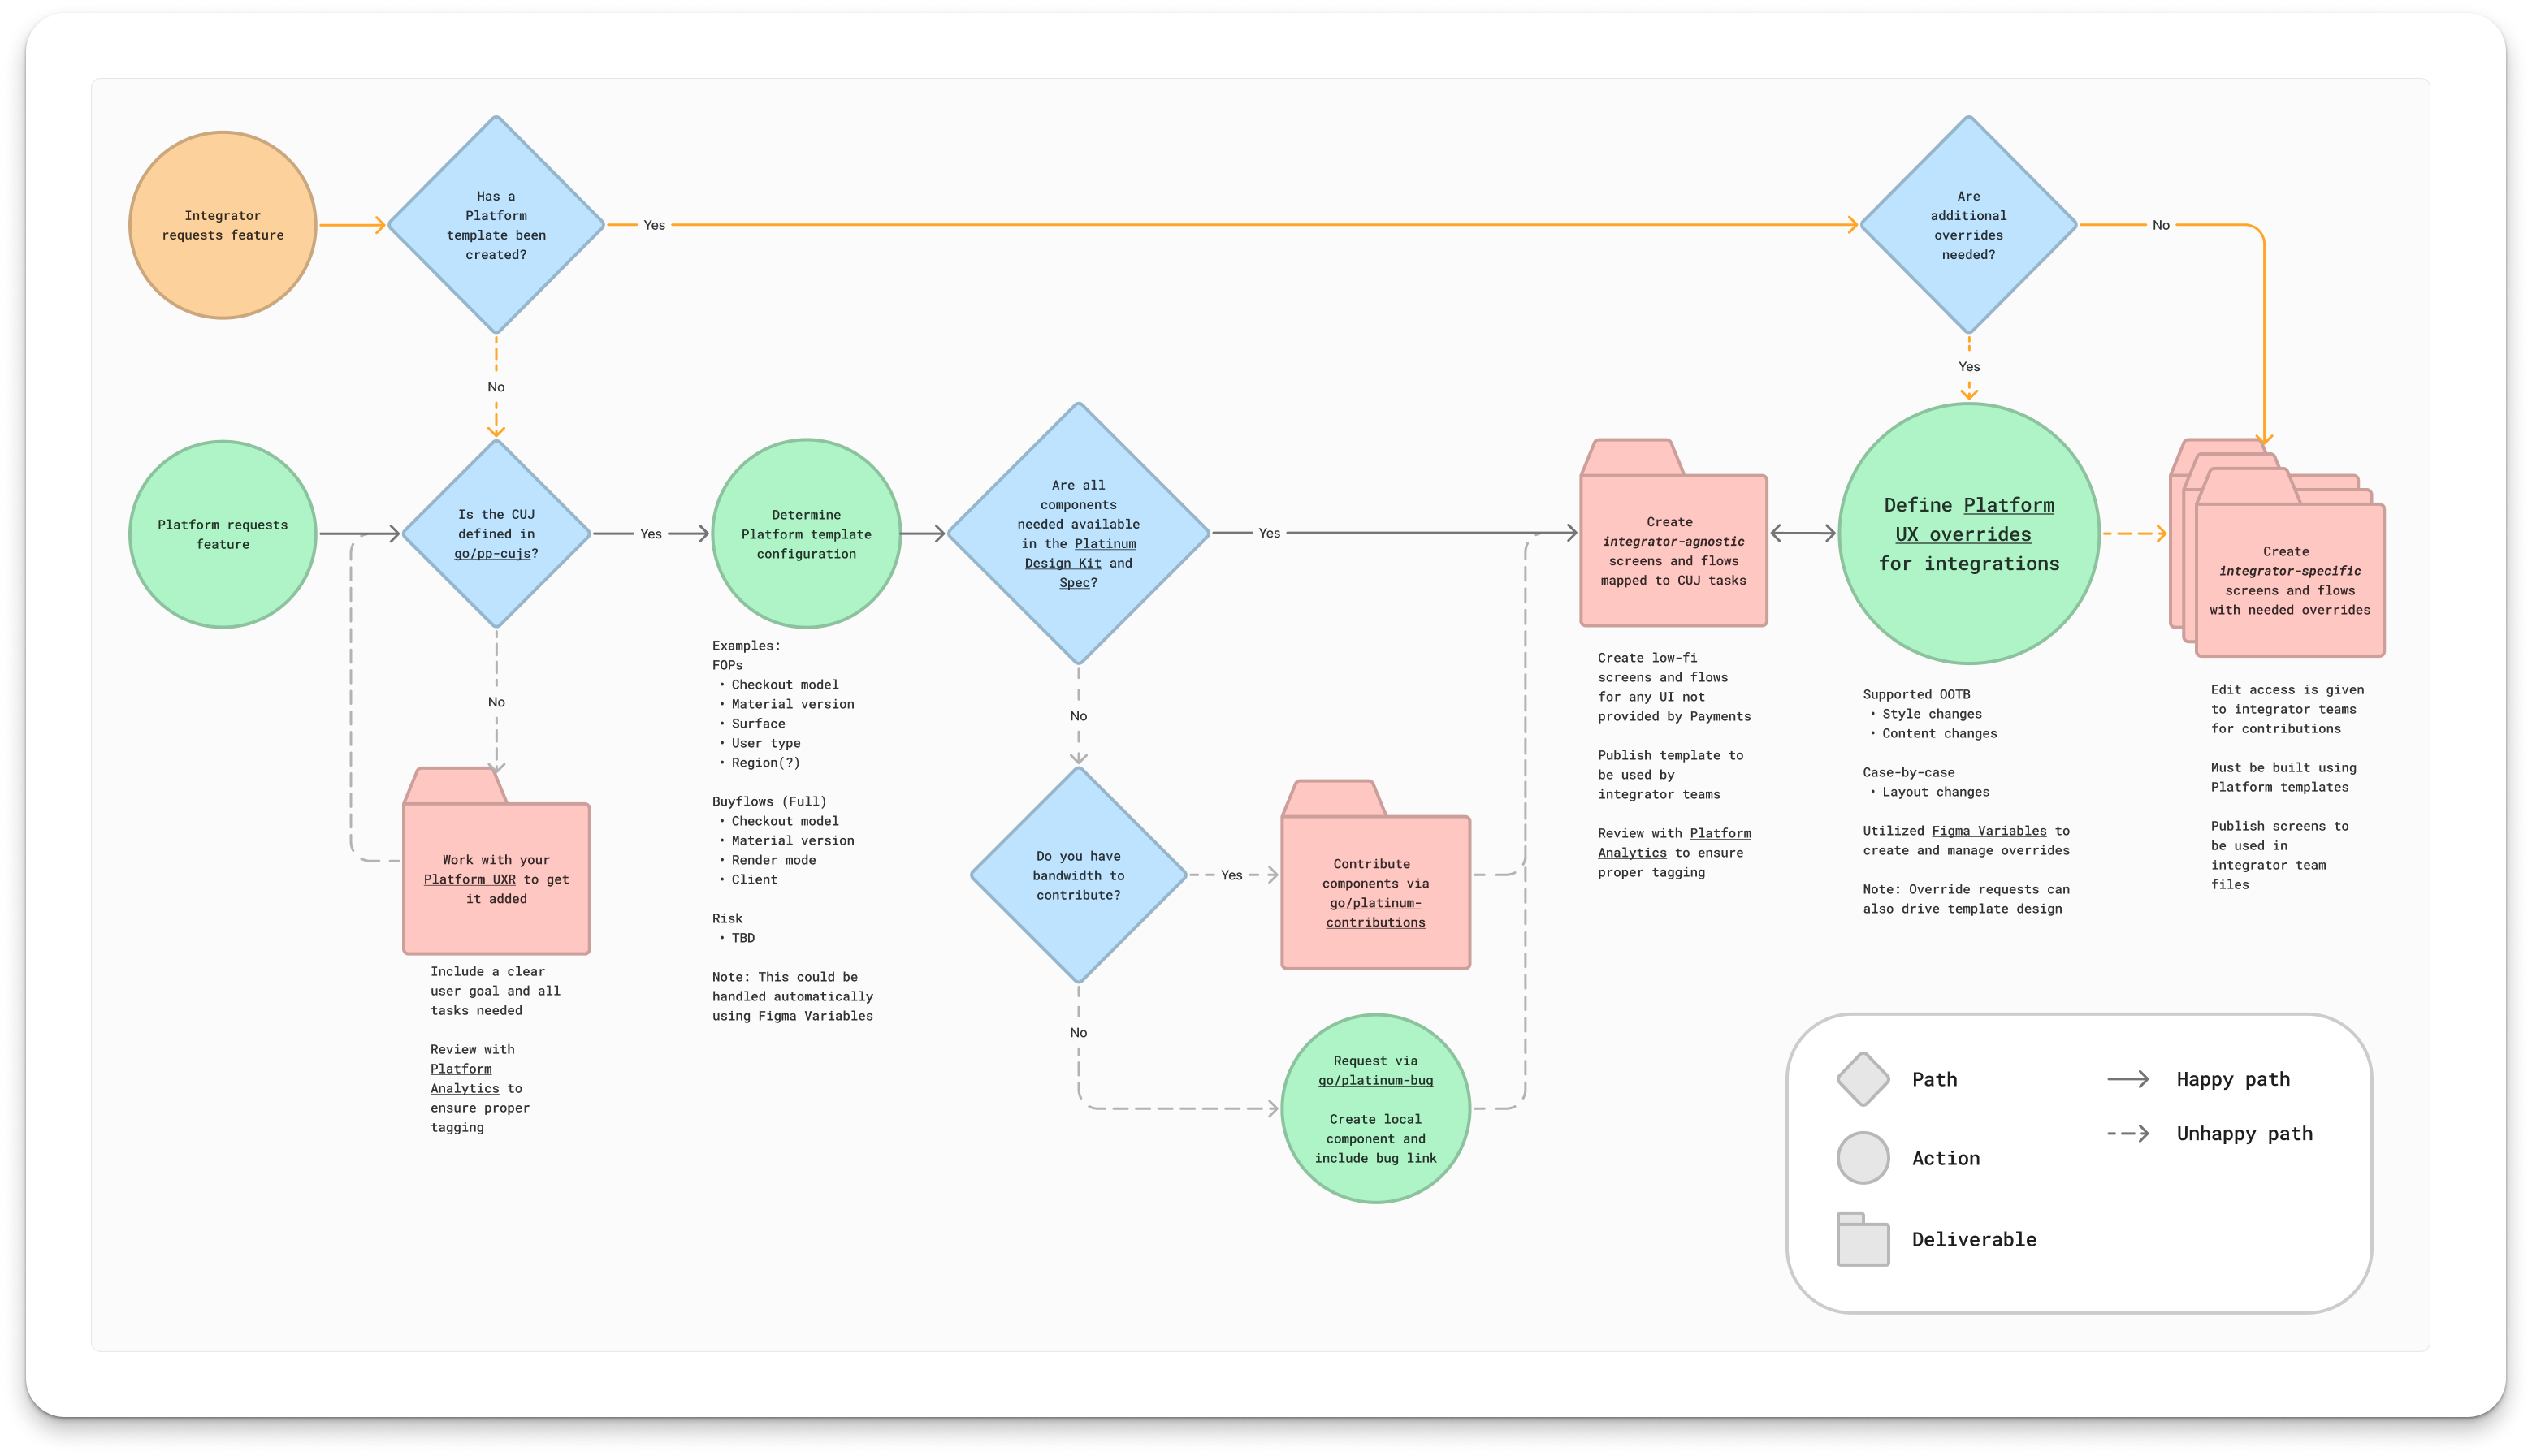 Integrator
requests feature
Has a
Platform
template been
created?
Yes
Are
additional
overrides
needed?
No
No
Yes
Platform requests
feature
Is the CUJ
defined in
go/pp-cujs?
Yes
Determine
Platform template
configuration
Are all
components
needed available
in the Platinum
Design Kit and
Spec?
Yes
Create
integrator-agnostic
screens and flows
mapped to CUJ tasks
Define Platform
UX overrides
for integrations
Create
integrator-specific
screens and flows
with needed overrides
No
Work with your
Platform UXR to get
it added
Include a clear
user goal and all
tasks needed
Review with
Platform
Analytics to
ensure proper
tagging
Examples:
FOPs
• Checkout model
• Material version
• Surface
• User type
• Region(?)
Buyflows (Full)
• Checkout model
• Material version
• Render mode
• Client
Risk
• TBD
Note: This could be
handled automatically
using Figma Variables
No
Do you have
bandwidth to
contribute?
Yes
Contribute
components via
go/platinum-
contributions
No
Request via
go/platinum-bug
Create local
component and
include bug link
Create low-fi
screens and flows
for any UI not
provided by Payments
Publish template to
be used by
integrator teams
Review with Platform
Analytics to ensure
proper tagging
Supported OOTB
• Style changes
• Content changes
Case-by-case
• Layout changes
Utilized Figma Variables to
create and manage overrides
Note: Override requests can
also drive template design
Edit access is given
to integrator teams
for contributions
Must be built using
Platform templates
Publish screens to
be used in
integrator team
files
Path
Happy path
Unhappy path
Action
Deliverable